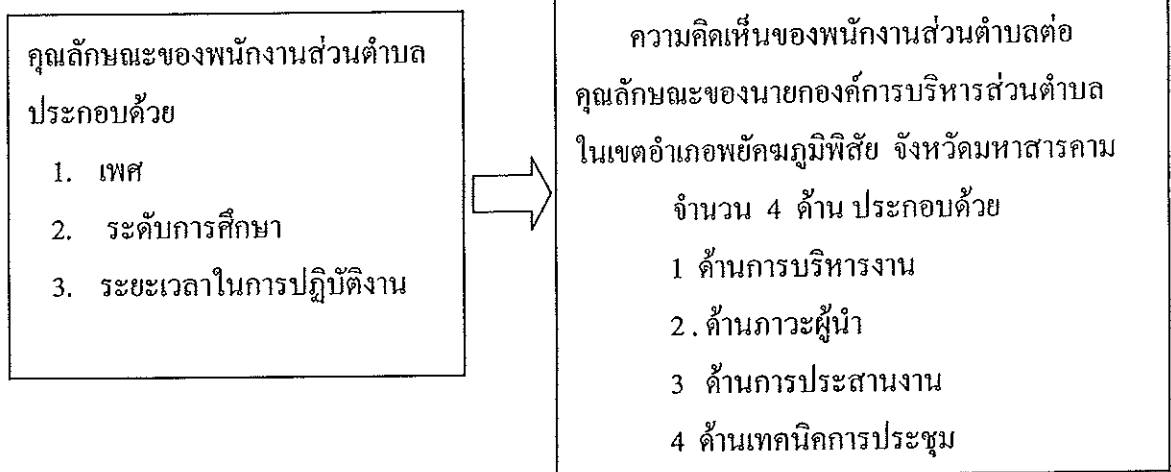 คุณลักษณะของพนักงานส่วนตำบล
ประกอบด้วย
1. เพศ
2. ระดับการศึกษา
3. ระยะเวลาในการปฏิบัติงาน
ความคิดเห็นของพนักงานส่วนตำบลต่อ
คุณลักษณะของนายกองค์การบริหารส่วนตำบล
ในเขตอำเภอพยัคฆภูมิพิสัย จังหวัดมหาสารคาม
จำนวน 4 ด้าน ประกอบด้วย
1 ด้านการบริหารงาน
2 . ด้านภาวะผู้นำ
3 ด้านการประสานงาน
4 ด้านเทคนิคการประชุม